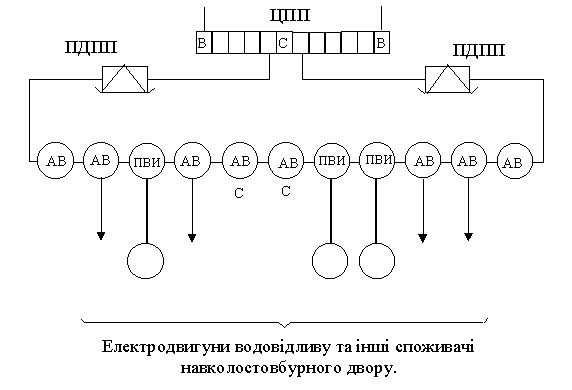 ЦПП
В С В
ПДПП ПДПП
АВ АВ ПВИ АВ АВ АВ ПВИ ПВИ АВ АВ АВ
С С
Електродвигуни водовідливу та інші споживачі
навколостовбурного двору.